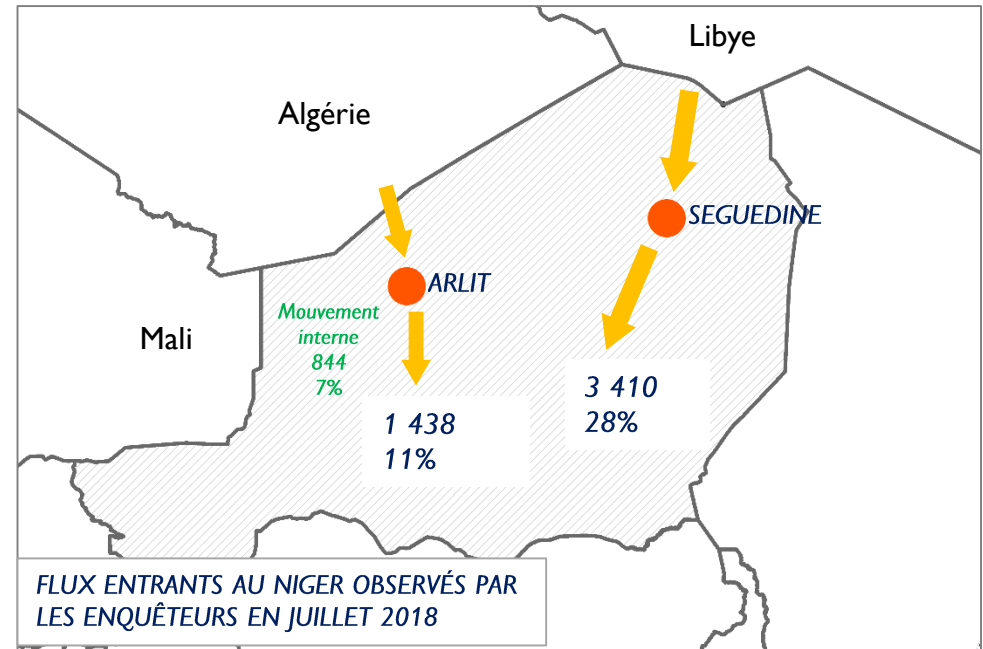 Libye
Algérie
SEGUEDINE
ARLIT
Mouvement
interne
844
7%
Mali
3 410
28%
1 438
11%
FLUX ENTRANTS AU NIGER OBSERVÉS PAR
LES ENQUÊTEURS EN JUILLET 2018